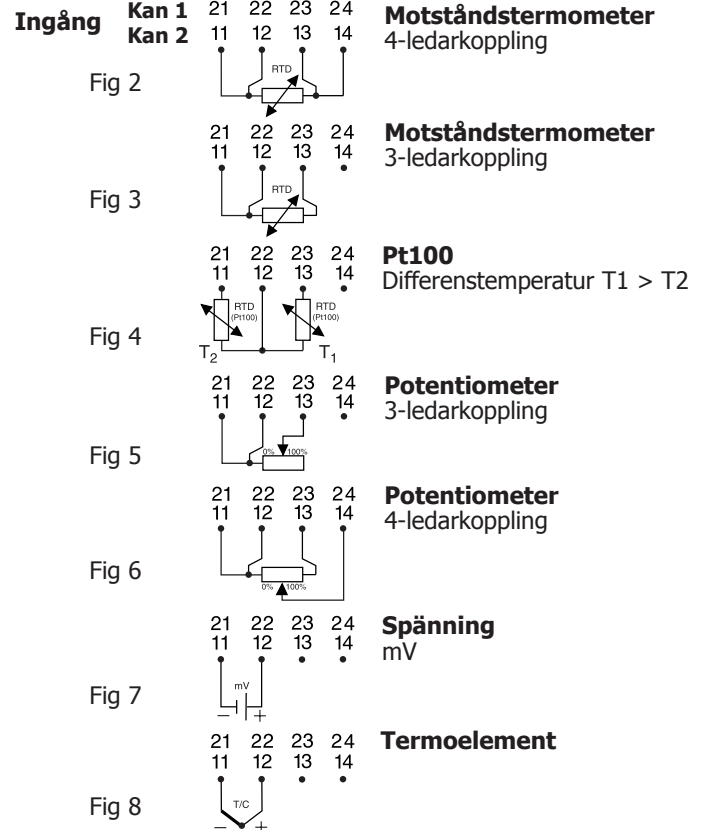 Ingång Kan 1 21 22 23 24 Motståndstermometer
Kan 2 11 12 13 14 4-ledarkoppling
RTD
Fig 2
21 22 23 24 Motståndstermometer
11 12 13 14 3-ledarkoppling
RTD
Fig 3
21 22 23 24 Pt100
11 12 13 14 Differenstemperatur T1 > T2
RTD RTD
(Pt100) (Pt100)
Fig 4
T2 T1
21 22 23 24 Potentiometer
11 12 13 14 3-ledarkoppling
0% 100%
Fig 5
21 22 23 24 Potentiometer
11 12 13 14 4-ledarkoppling
Fig 6
0% 100%
21 22 23 24 Spänning
11 12 13 14 mV
mV
Fig 7
− +
21 22 23 24 Termoelement
11 12 13 14
T/C
Fig 8
− +